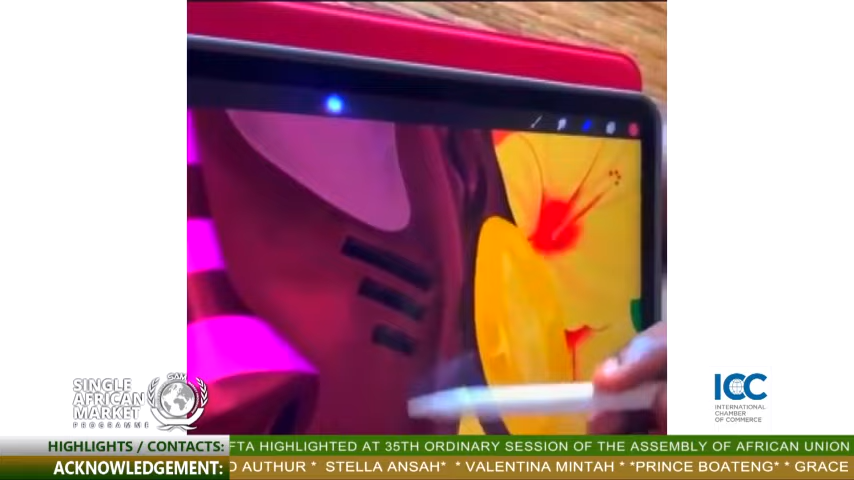 SINGLE
AFRICAN
MARKET
PROGRAMME
SAM
ICC
INTERNATIONAL
CHAMBER
OF COMMERCE
HIGHLIGHTS / CONTACTS: FTA HIGHLIGHTED AT 35TH ORDINARY SESSION OF THE ASSEMBLY OF AFRICAN UNION
ACKNOWLEDGEMENT: O AUTHUR * STELLA ANSAH* * VALENTINA MINTAH * *PRINCE BOATENG* * GRACE